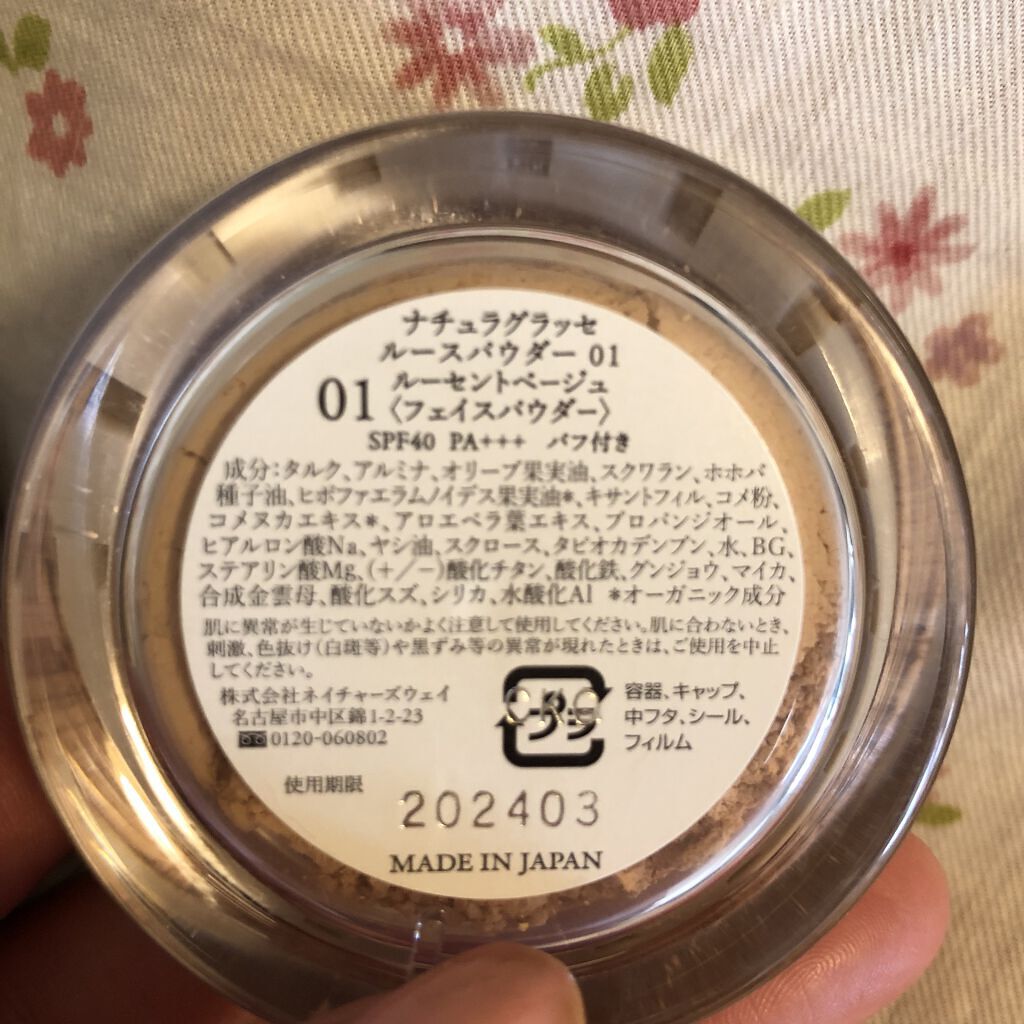 ナチュラグラッセ
ルースパウダー 01
01 ルーセントベージュ
〈フェイスパウダー〉
SPF40 PA+++ パフ付き
成分:タルク、アルミナ、オリーブ果実油、スクワラン、ホホバ
種子油、ヒポファエラムノイデス果実油*、キサントフィル、コメ粉、
コメヌカエキス*、アロエベラ葉エキス、プロパンジオール、
ヒアルロン酸Na、ヤシ油、スクロース、タピオカデンプン、水、BG、
ステアリン酸Mg、(+/−)酸化チタン、酸化鉄、グンジョウ、マイカ、
合成金雲母、酸化スズ、シリカ、水酸化Al *オーガニック成分
肌に異常が生じていないかよく注意して使用してください。肌に合わないとき、
刺激、色抜け(白斑等)や黒ずみ等の異常が現れたときは、ご使用を中止
してください。
株式会社ネイチャーズウェイ
名古屋市中区錦1-2-23
0120-060802
プラ
容器、キャップ、
中フタ、シール、
フィルム
使用期限
202403
MADE IN JAPAN